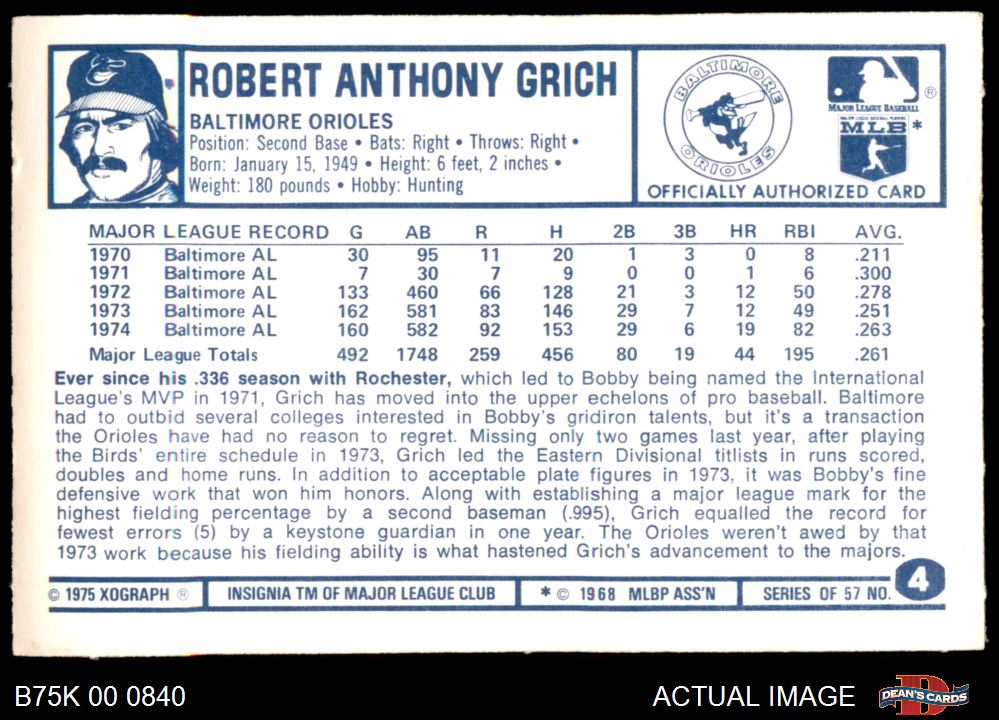 ROBERT ANTHONY GRICH
BALTIMORE ORIOLES
Position: Second Base • Bats: Right • Throws: Right •
Born: January 15, 1949 • Height: 6 feet, 2 inches •
Weight: 180 pounds • Hobby: Hunting
BALTIMORE
ORIOLES
®
MAJOR LEAGUE BASEBALL
MAJOR LEAGUE BASEBALL PLAYERS
MLB*
OFFICIALLY AUTHORIZED CARD
MAJOR LEAGUE RECORD G AB R H 2B 3B HR RBI AVG.
1970 Baltimore AL 30 95 11 20 1 3 0 8 .211
1971 Baltimore AL 7 30 7 9 0 0 1 6 .300
1972 Baltimore AL 133 460 66 128 21 3 12 50 .278
1973 Baltimore AL 162 581 83 146 29 7 12 49 .251
1974 Baltimore AL 160 582 92 153 29 6 19 82 .263
Major League Totals 492 1748 259 456 80 19 44 195 .261
Ever since his .336 season with Rochester, which led to Bobby being named the International
League's MVP in 1971, Grich has moved into the upper echelons of pro baseball. Baltimore
had to outbid several colleges interested in Bobby's gridiron talents, but it's a transaction
the Orioles have had no reason to regret. Missing only two games last year, after playing
the Birds' entire schedule in 1973, Grich led the Eastern Divisional titlists in runs scored,
doubles and home runs. In addition to acceptable plate figures in 1973, it was Bobby's fine
defensive work that won him honors. Along with establishing a major league mark for the
highest fielding percentage by a second baseman (.995), Grich equalled the record for
fewest errors (5) by a keystone guardian in one year. The Orioles weren't awed by that
1973 work because his fielding ability is what hastened Grich's advancement to the majors.
© 1975 XOGRAPH ® INSIGNIA TM OF MAJOR LEAGUE CLUB * © 1968 MLBP ASS'N SERIES OF 57 NO. 4
B75K 00 0840 ACTUAL IMAGE DEAN'S CARDS